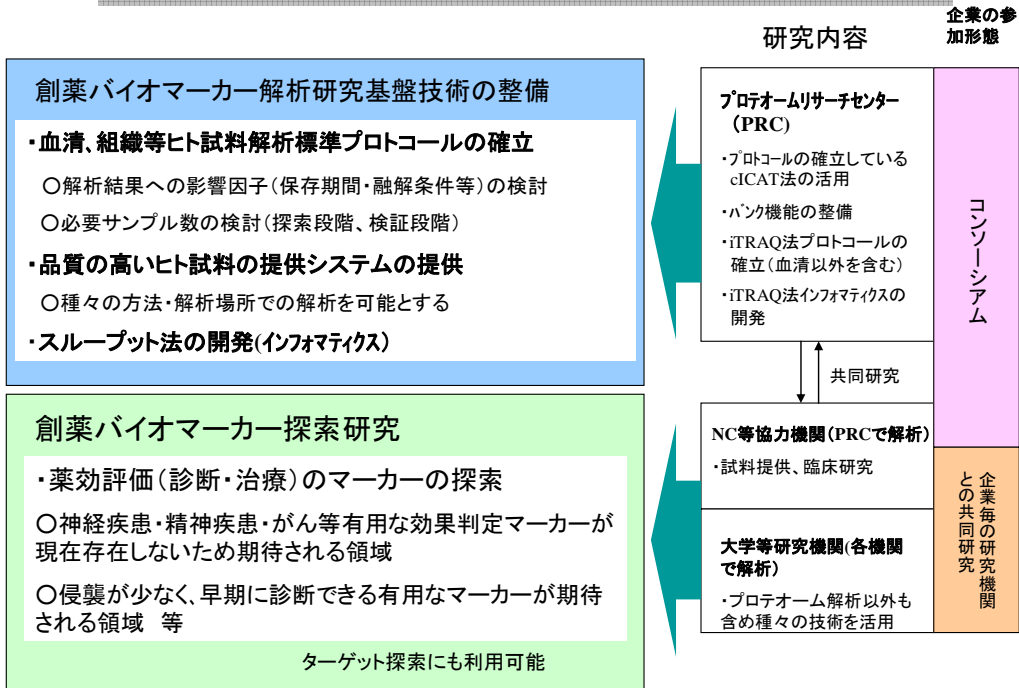 研究内容
企業の参
加形態
創薬バイオマーカー解析研究基盤技術の整備
・血清、組織等ヒト試料解析標準プロトコールの確立
○解析結果への影響因子(保存期間・融解条件等)の検討
○必要サンプル数の検討(探索段階、検証段階)
・品質の高いヒト試料の提供システムの提供
○種々の方法・解析場所での解析を可能とする
・スループット法の開発(インフォマティクス)
創薬バイオマーカー探索研究
・薬効評価(診断・治療)のマーカーの探索
○神経疾患・精神疾患・がん等有用な効果判定マーカーが
現在存在しないため期待される領域
○侵襲が少なく、早期に診断できる有用なマーカーが期待
される領域 等
ターゲット探索にも利用可能
プロテオームリサーチセンター
(PRC)
・プロトコールの確立している
cICAT法の活用
・バンク機能の整備
・iTRAQ法プロトコールの
確立(血清以外を含む)
・iTRAQ法インフォマティクスの
開発
共同研究
NC等協力機関(PRCで解析)
・試料提供、臨床研究
大学等研究機関(各機関
で解析)
・プロテオーム解析以外も
含め種々の技術を活用
コンソーシアム
企業毎の研究機関
との共同研究